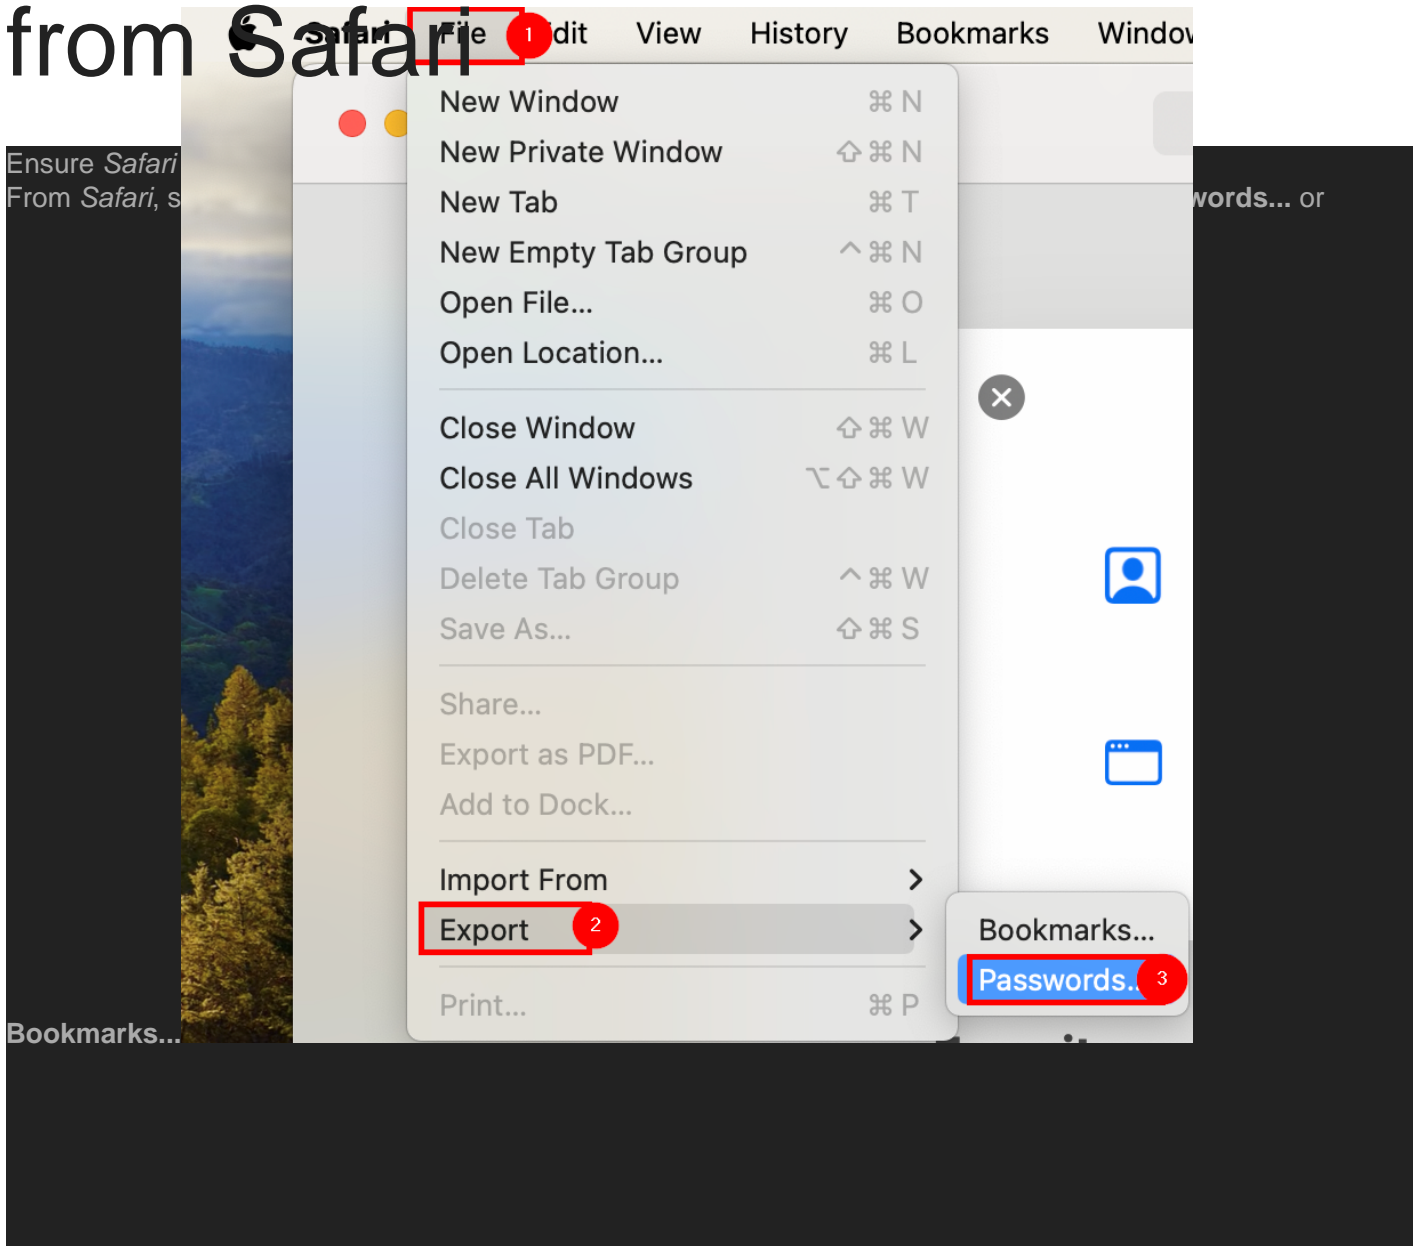 from Safari
Safari File 1 Edit View History Bookmarks Window
New Window ⌘ N
New Private Window ⇧ ⌘ N
New Tab ⌘ T
New Empty Tab Group ^ ⌘ N
Open File... ⌘ O
Open Location... ⌘ L
Close Window ⇧ ⌘ W
Close All Windows ⌥ ⇧ ⌘ W
Close Tab
Delete Tab Group ^ ⌘ W
Save As... ⇧ ⌘ S
Share...
Export as PDF...
Add to Dock...
Import From
Export 2
Print... ⌘ P
Bookmarks...
Passwords... 3
Ensure Safari
From Safari, s
words... or
Bookmarks...